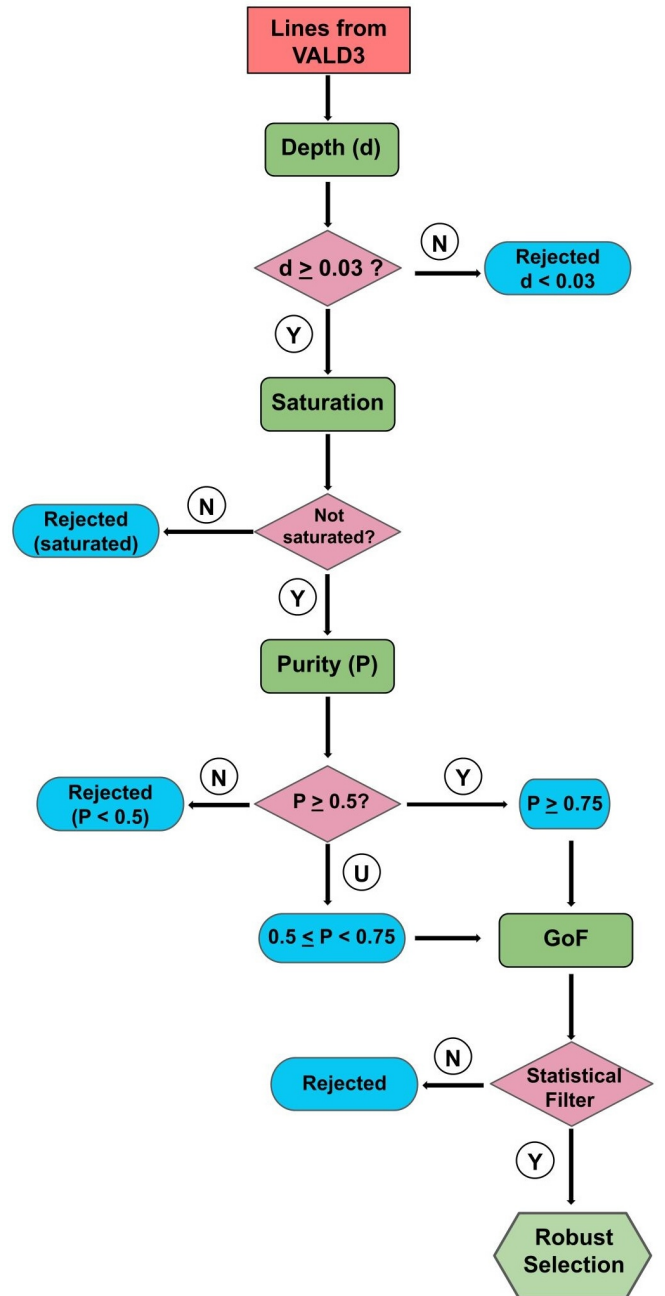 Lines from
VALD3
Depth (d)
d ≥ 0.03 ?
N
Rejected
d < 0.03
Y
Saturation
Not
saturated?
N
Rejected
(saturated)
Y
Purity (P)
P ≥ 0.5?
N
Rejected
(P < 0.5)
Y
P ≥ 0.75
U
0.5 ≤ P < 0.75
GoF
Statistical
Filter
N
Rejected
Y
Robust
Selection